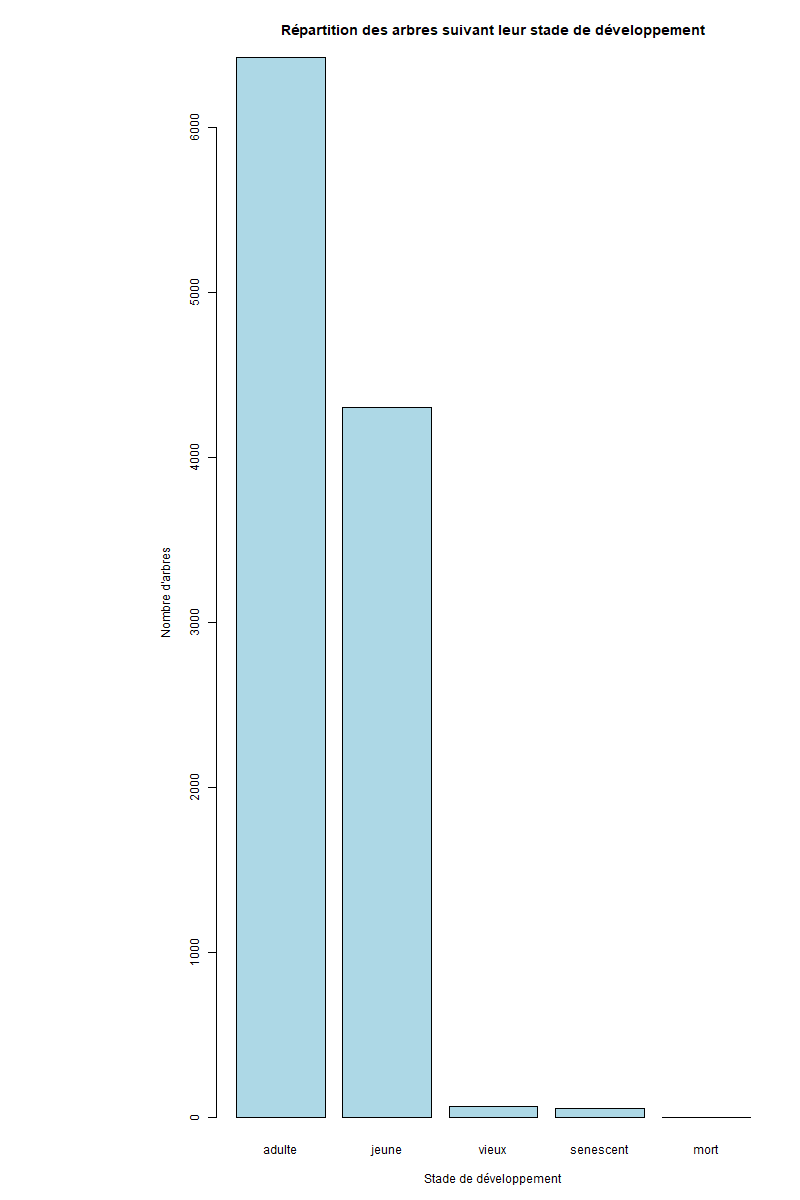 Répartition des arbres suivant leur stade de développement
Nombre d'arbres
6000
5000
4000
3000
2000
1000
0
adulte jeune vieux senescent mort
Stade de développement